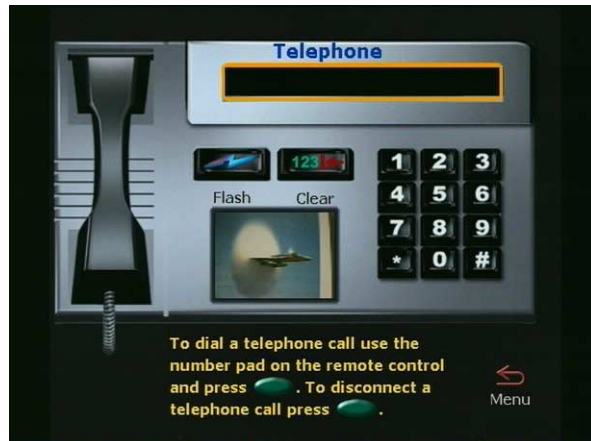 Telephone
123
Flash Clear
1 2 3
4 5 6
7 8 9
* 0 #
To dial a telephone call use the
number pad on the remote control
and press . To disconnect a
telephone call press .
Menu